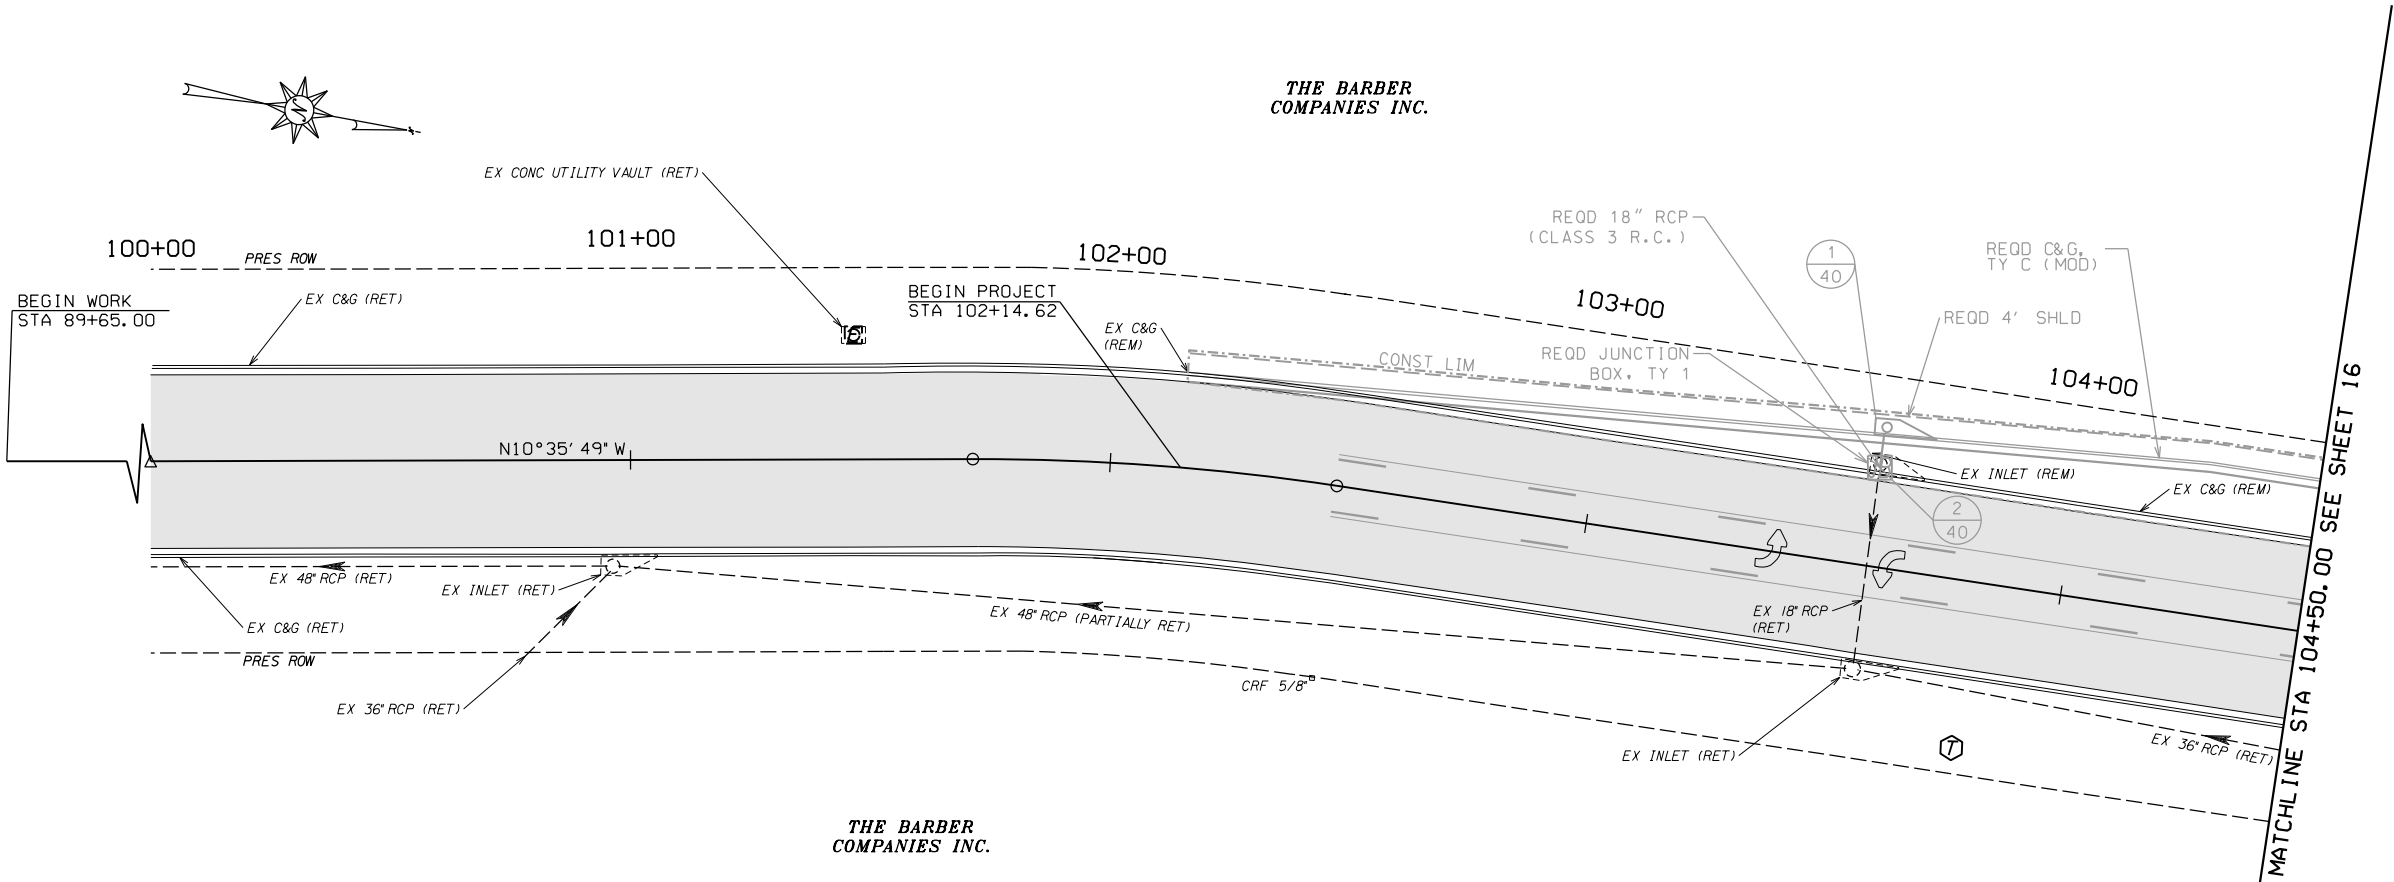 THE BARBER
COMPANIES INC.
N
EX CONC UTILITY VAULT (RET)
REQD 18" RCP
(CLASS 3 R.C.)
1
40
REQD C&G,
TY C (MOD)
100+00
101+00
102+00
103+00
104+00
PRES ROW
BEGIN WORK
STA 89+65.00
EX C&G (RET)
BEGIN PROJECT
STA 102+14.62
EX C&G
(REM)
CONST LIM
REQD JUNCTION
BOX, TY 1
REQD 4' SHLD
N10°35'49" W
EX INLET (REM)
EX C&G (REM)
2
40
EX 48" RCP (RET)
EX INLET (RET)
EX C&G (RET)
PRES ROW
EX 48" RCP (PARTIALLY RET)
EX 18" RCP
(RET)
EX 36" RCP (RET)
CRF 5/8"
EX INLET (RET)
T
EX 36" RCP (RET)
MATCHLINE STA 104+50.00 SEE SHEET 16
THE BARBER
COMPANIES INC.